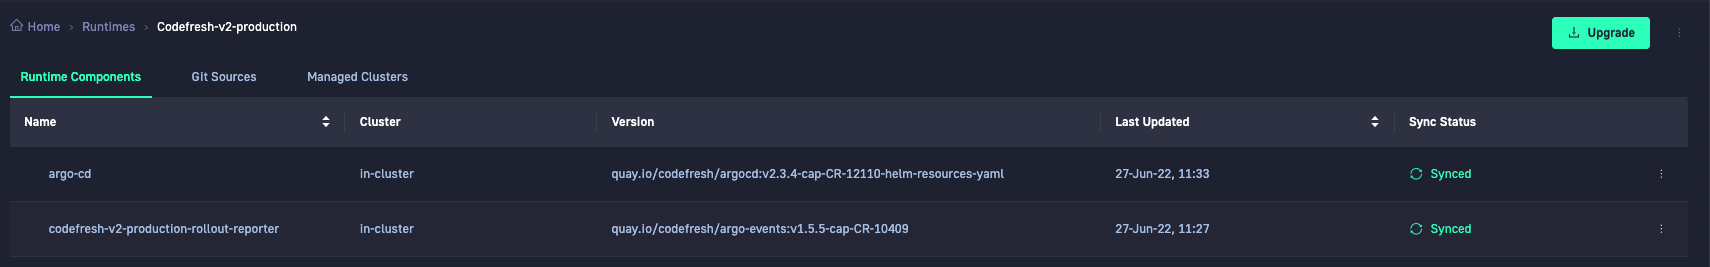 Home > Runtimes > Codefresh-v2-production
Upgrade
Runtime Components Git Sources Managed Clusters
Name Cluster Version Last Updated Sync Status
argo-cd in-cluster quay.io/codefresh/argocd:v2.3.4-cap-CR-12110-helm-resources-yaml 27-Jun-22, 11:33 Synced
codefresh-v2-production-rollout-reporter in-cluster quay.io/codefresh/argo-events:v1.5.5-cap-CR-10409 27-Jun-22, 11:27 Synced